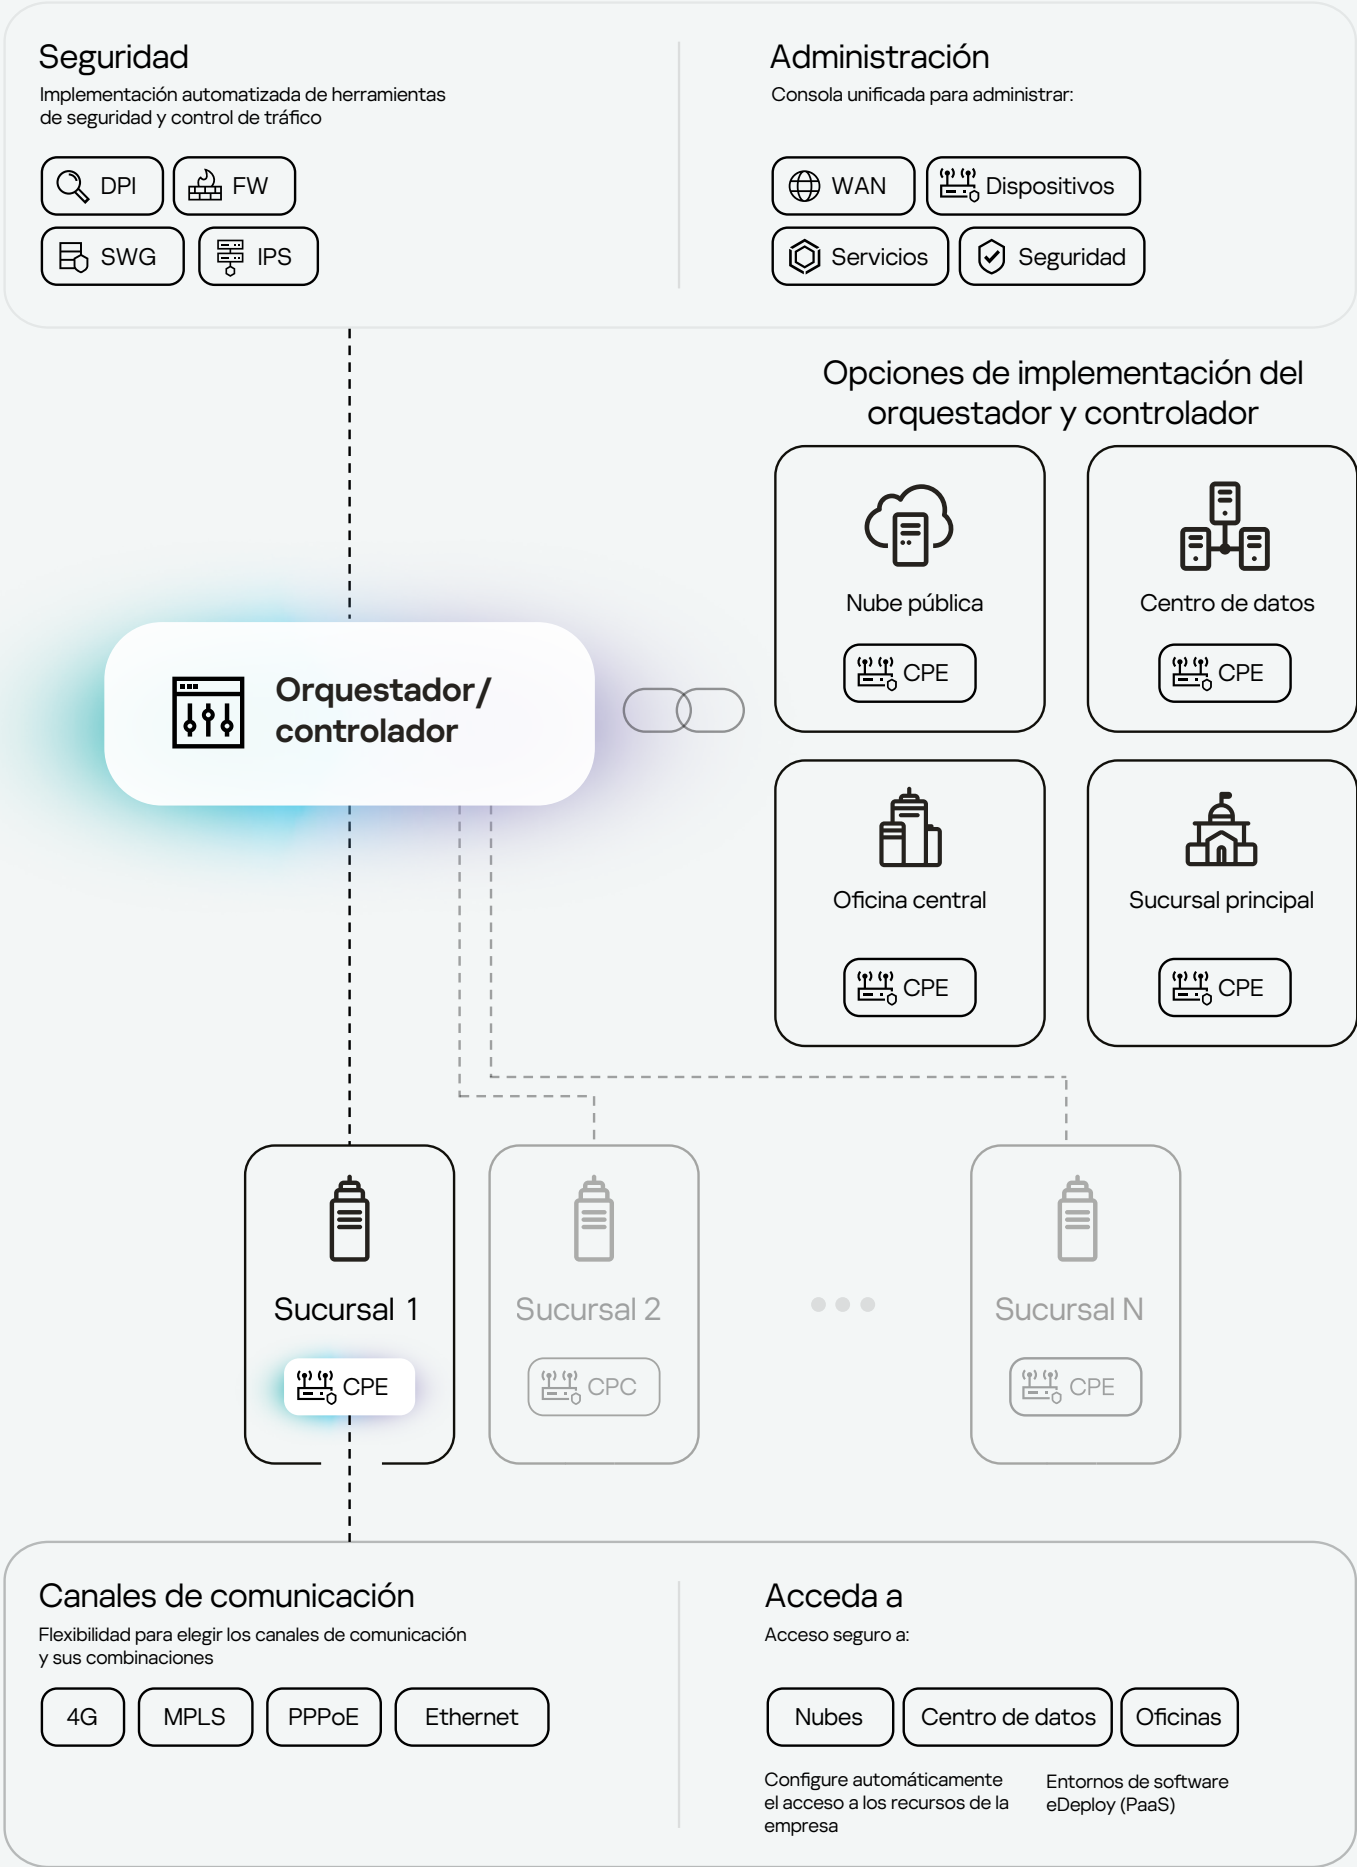 Seguridad
Implementación automatizada de herramientas
de seguridad y control de tráfico
DPI
FW
SWG
IPS
Administración
Consola unificada para administrar:
WAN
Dispositivos
Servicios
Seguridad
Opciones de implementación del
orquestador y controlador
Nube pública
CPE
Centro de datos
CPE
Orquestador/
controlador
Oficina central
CPE
Sucursal principal
CPE
Sucursal 1
CPE
Sucursal 2
CPC
Sucursal N
CPE
Canales de comunicación
Flexibilidad para elegir los canales de comunicación
y sus combinaciones
4G
MPLS
PPPoE
Ethernet
Acceda a
Acceso seguro a:
Nubes
Centro de datos
Oficinas
Configure automáticamente
el acceso a los recursos de la
empresa
Entornos de software
eDeploy (PaaS)